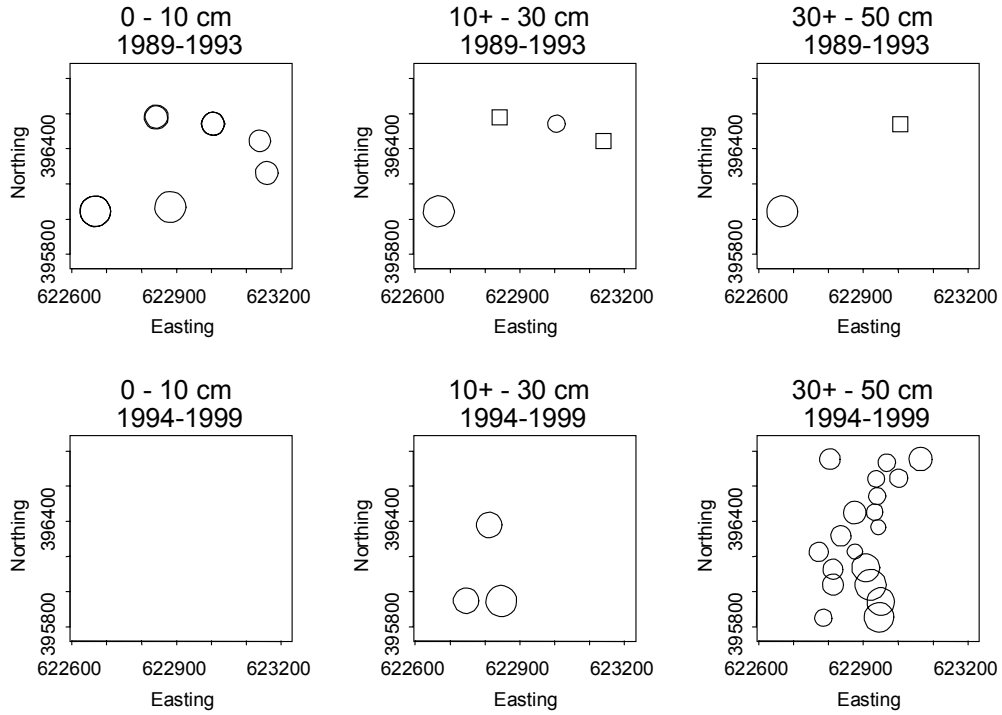 0 - 10 cm
1989-1993
Northing
396400
395800
622600 622900 623200
Easting
10+ - 30 cm
1989-1993
Northing
396400
395800
622600 622900 623200
Easting
30+ - 50 cm
1989-1993
Northing
396400
395800
622600 622900 623200
Easting
0 - 10 cm
1994-1999
Northing
396400
395800
622600 622900 623200
Easting
10+ - 30 cm
1994-1999
Northing
396400
395800
622600 622900 623200
Easting
30+ - 50 cm
1994-1999
Northing
396400
395800
622600 622900 623200
Easting